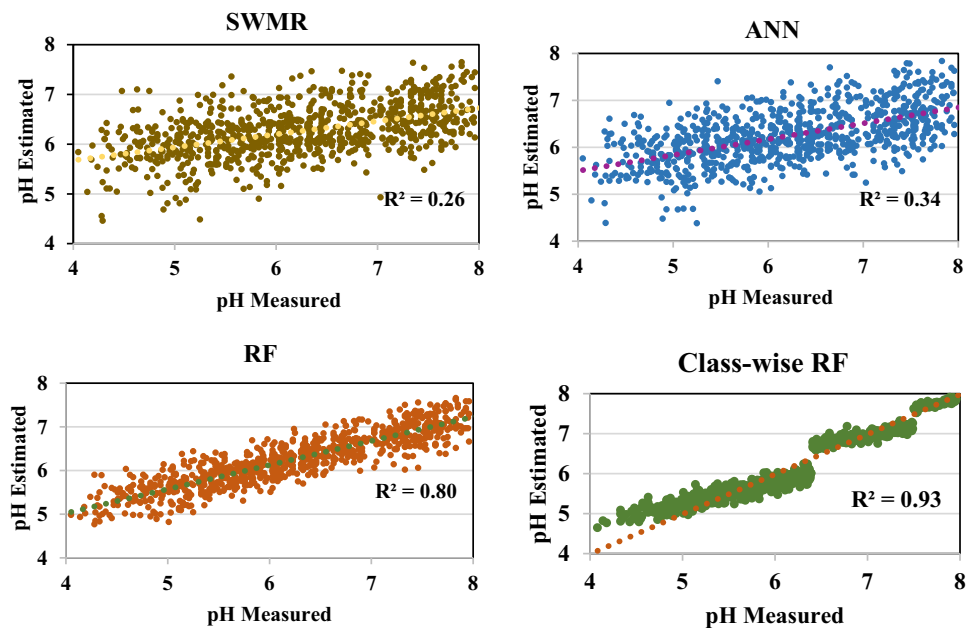 SWMR
8
7
6
5
4
pH Estimated
R² = 0.26
4 5 6 7 8
pH Measured
ANN
8
7
6
5
4
pH Estimated
R² = 0.34
4 5 6 7 8
pH Measured
RF
8
7
6
5
4
pH Estimated
R² = 0.80
4 5 6 7 8
pH Measured
Class-wise RF
8
7
6
5
4
pH Estimated
R² = 0.93
4 5 6 7 8
pH Measured